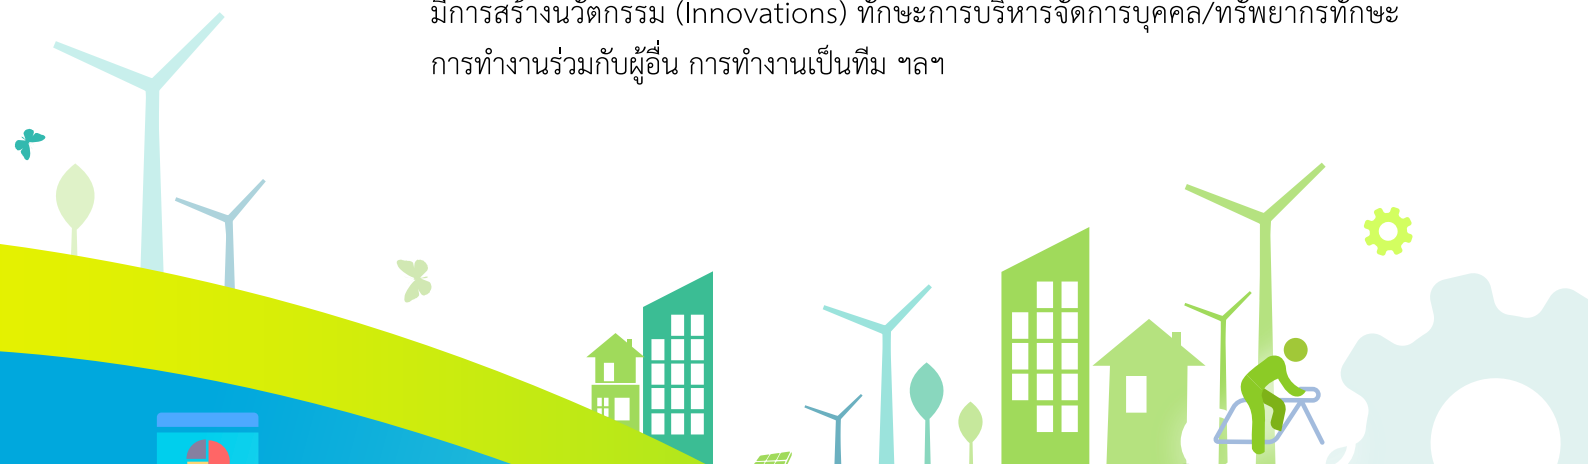 มีการสร้างนวัตกรรม (Innovations) ทักษะการบริหารจัดการบุคคล/ทรัพยากรทักษะ
การทำงานร่วมกับผู้อื่น การทำงานเป็นทีม ฯลฯ